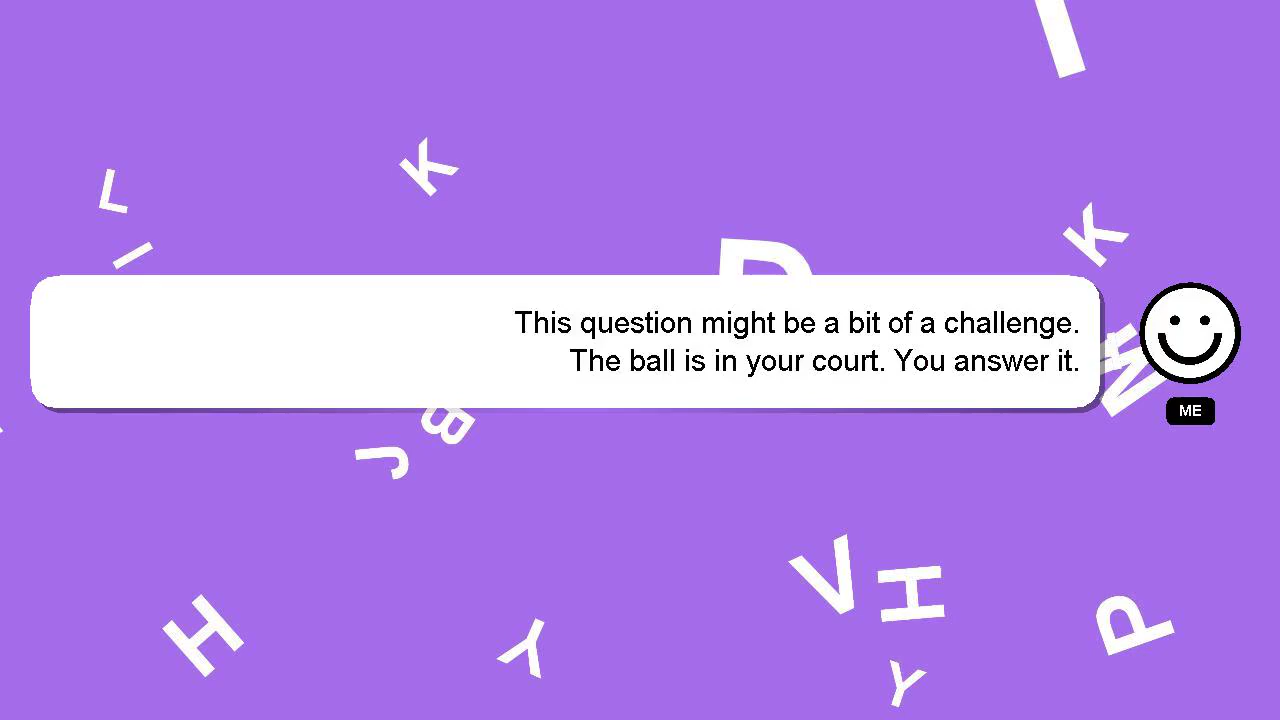 This question might be a bit of a challenge.
The ball is in your court. You answer it.
ME
I
K
L
K
I
D
M
B
J
V
H
H
P
Y
Y